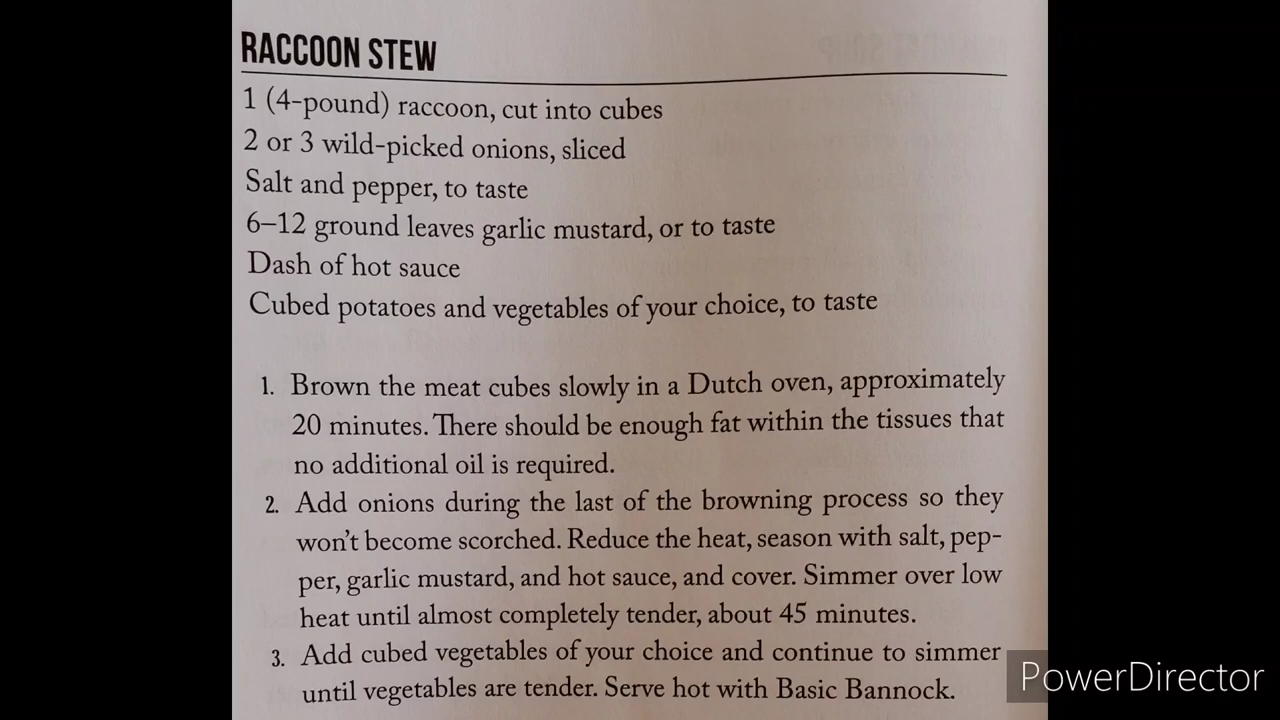 RACCOON STEW
1 (4-pound) raccoon, cut into cubes
2 or 3 wild-picked onions, sliced
Salt and pepper, to taste
6–12 ground leaves garlic mustard, or to taste
Dash of hot sauce
Cubed potatoes and vegetables of your choice, to taste
1. Brown the meat cubes slowly in a Dutch oven, approximately
20 minutes. There should be enough fat within the tissues that
no additional oil is required.
2. Add onions during the last of the browning process so they
won't become scorched. Reduce the heat, season with salt, pep-
per, garlic mustard, and hot sauce, and cover. Simmer over low
heat until almost completely tender, about 45 minutes.
3. Add cubed vegetables of your choice and continue to simmer
until vegetables are tender. Serve hot with Basic Bannock.
PowerDirector